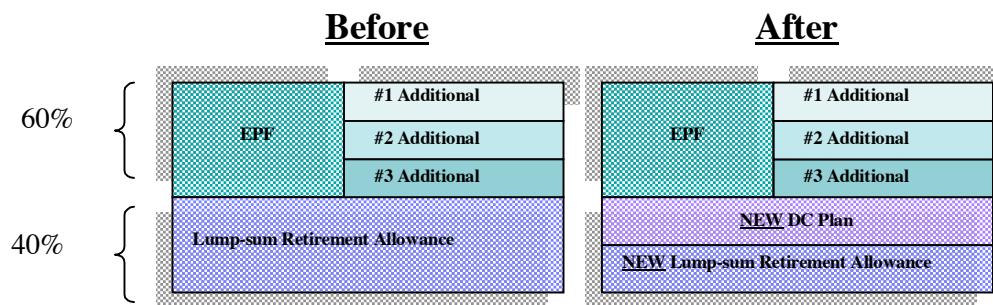 Before
After
60%
EPF
#1 Additional
#2 Additional
#3 Additional
EPF
#1 Additional
#2 Additional
#3 Additional
40%
Lump-sum Retirement Allowance
NEW DC Plan
NEW Lump-sum Retirement Allowance